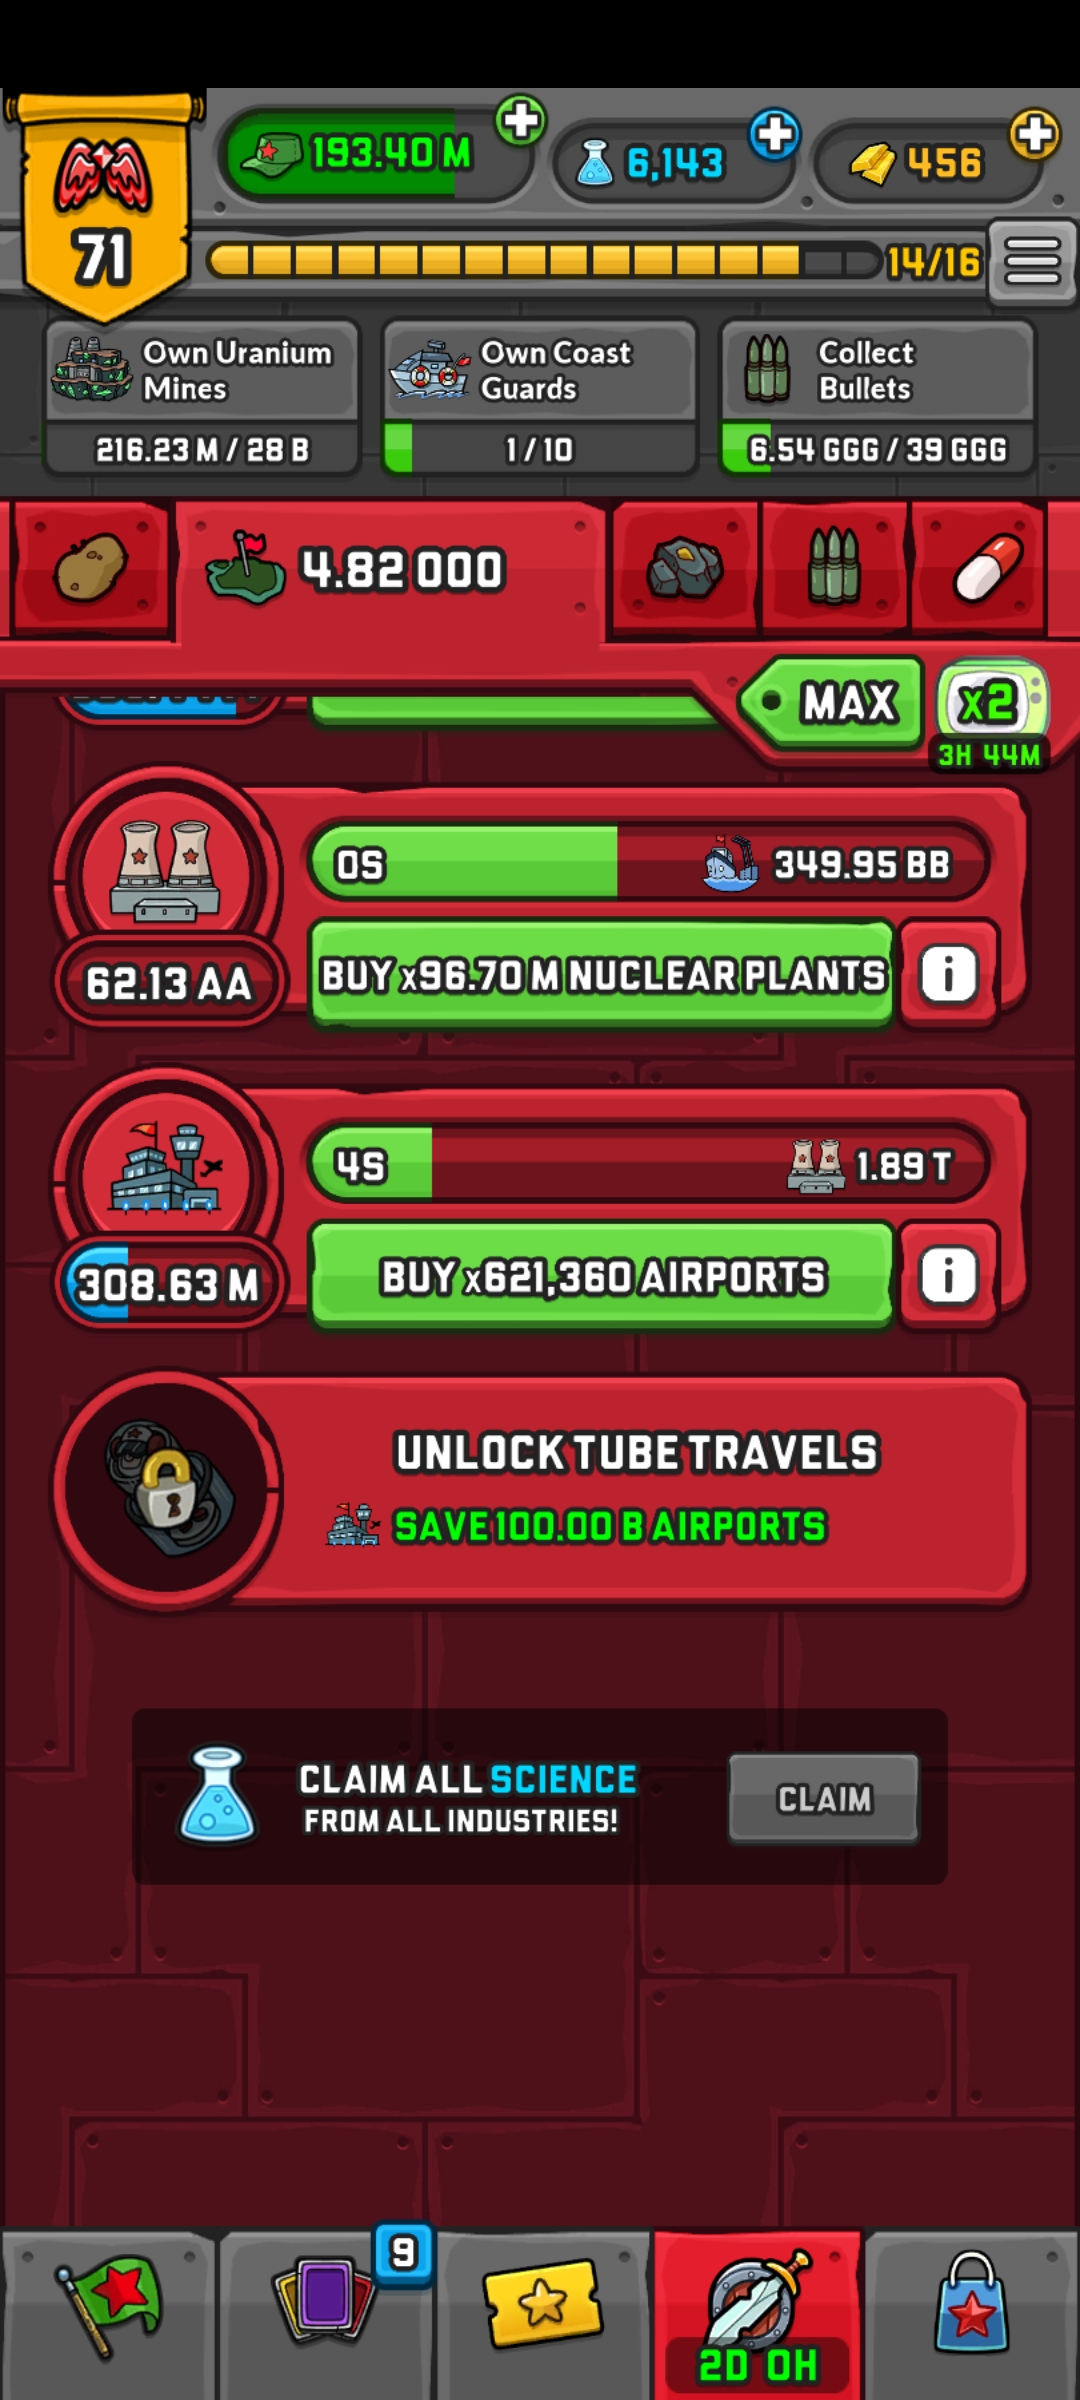 193.40 M
6,143
456
71
14/16
Own Uranium
Mines
216.23 M / 28 B
Own Coast
Guards
1 / 10
Collect
Bullets
6.54 GGG / 39 GGG
4.82 OOO
MAX
x2
3H 44M
0S
349.95 BB
62.13 AA
BUY x96.70 M NUCLEAR PLANTS
i
4S
1.89 T
308.63 M
BUY x621,360 AIRPORTS
i
UNLOCK TUBE TRAVELS
SAVE 100.00 B AIRPORTS
CLAIM ALL SCIENCE
FROM ALL INDUSTRIES!
CLAIM
9
2D 0H